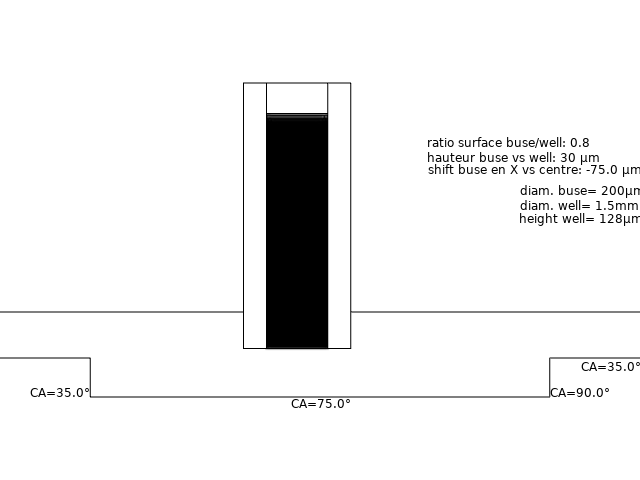 ratio surface buse/well: 0.8
hauteur buse vs well: 30 µm
shift buse en X vs centre: -75.0 µm
diam. buse= 200µm
diam. well= 1.5mm
height well= 128µm
CA=35.0°
CA=35.0°
CA=90.0°
CA=75.0°